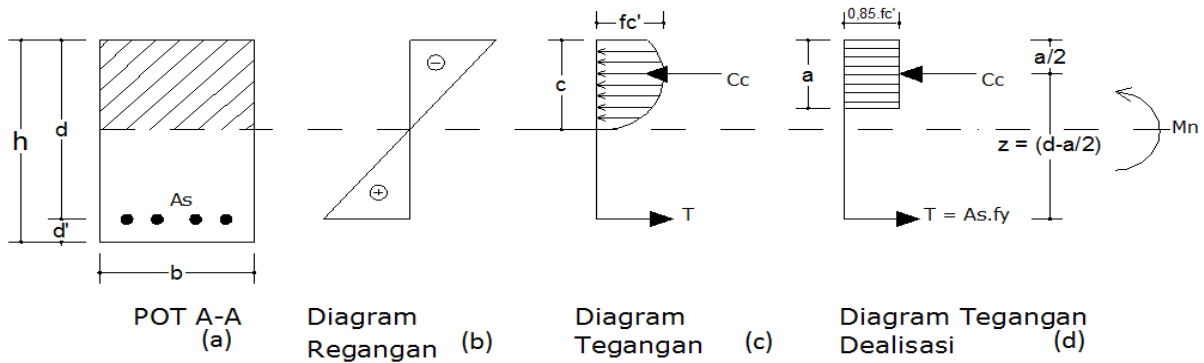 h
d
d'
As
b
POT A-A
(a)
⊖
⊕
Diagram
Regangan
(b)
fc'
c
Cc
T
Diagram
Tegangan
(c)
0,85.fc'
a
Cc
a/2
z = (d-a/2)
Mn
T = As.fy
Diagram Tegangan
Dealisasi
(d)